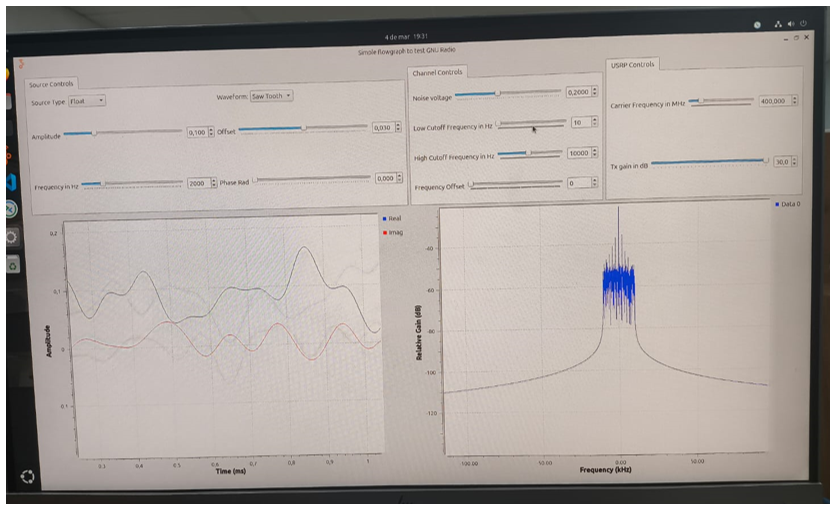 4 de mar 19:31
Simple flowgraph to test GNU Radio
Source Controls
Source Type Float
Waveform: Saw Tooth
Amplitude 0,100 Offset 0,030
Frequency in Hz 2000 Phase Rad 0,000
Channel Controls
Noise voltage 0,2000
Low Cutoff Frequency in Hz 10
High Cutoff Frequency in Hz 10000
Frequency Offset 0
USRP Controls
Carrier Frequency in MHz 400,000
Tx gain in dB 30,0
Real
Imag
0,2
0,1
0
0,1
Amplitude
0.3 0,4 0,5 0,6 0,7 0,8 0,9 1
Time (ms)
Data 0
-40
-60
-80
-100
-120
Relative Gain (dB)
100.00 50.00 0.00 50.00
Frequency (kHz)